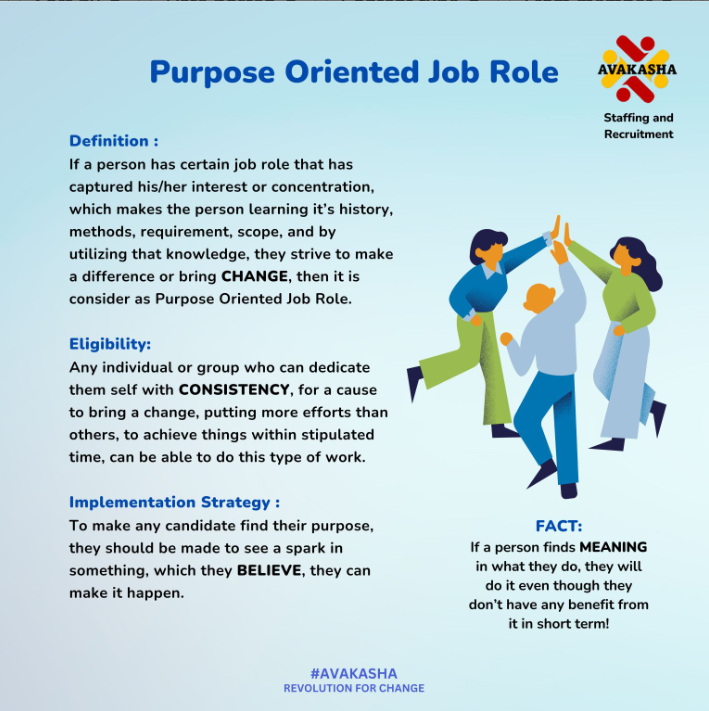 Purpose Oriented Job Role
AVAKASHA
Staffing and
Recruitment
Definition :
If a person has certain job role that has
captured his/her interest or concentration,
which makes the person learning it's history,
methods, requirement, scope, and by
utilizing that knowledge, they strive to make
a difference or bring CHANGE, then it is
consider as Purpose Oriented Job Role.
Eligibility:
Any individual or group who can dedicate
them self with CONSISTENCY, for a cause
to bring a change, putting more efforts than
others, to achieve things within stipulated
time, can be able to do this type of work.
Implementation Strategy :
To make any candidate find their purpose,
they should be made to see a spark in
something, which they BELIEVE, they can
make it happen.
FACT:
If a person finds MEANING
in what they do, they will
do it even though they
don't have any benefit from
it in short term!
#AVAKASHA
REVOLUTION FOR CHANGE